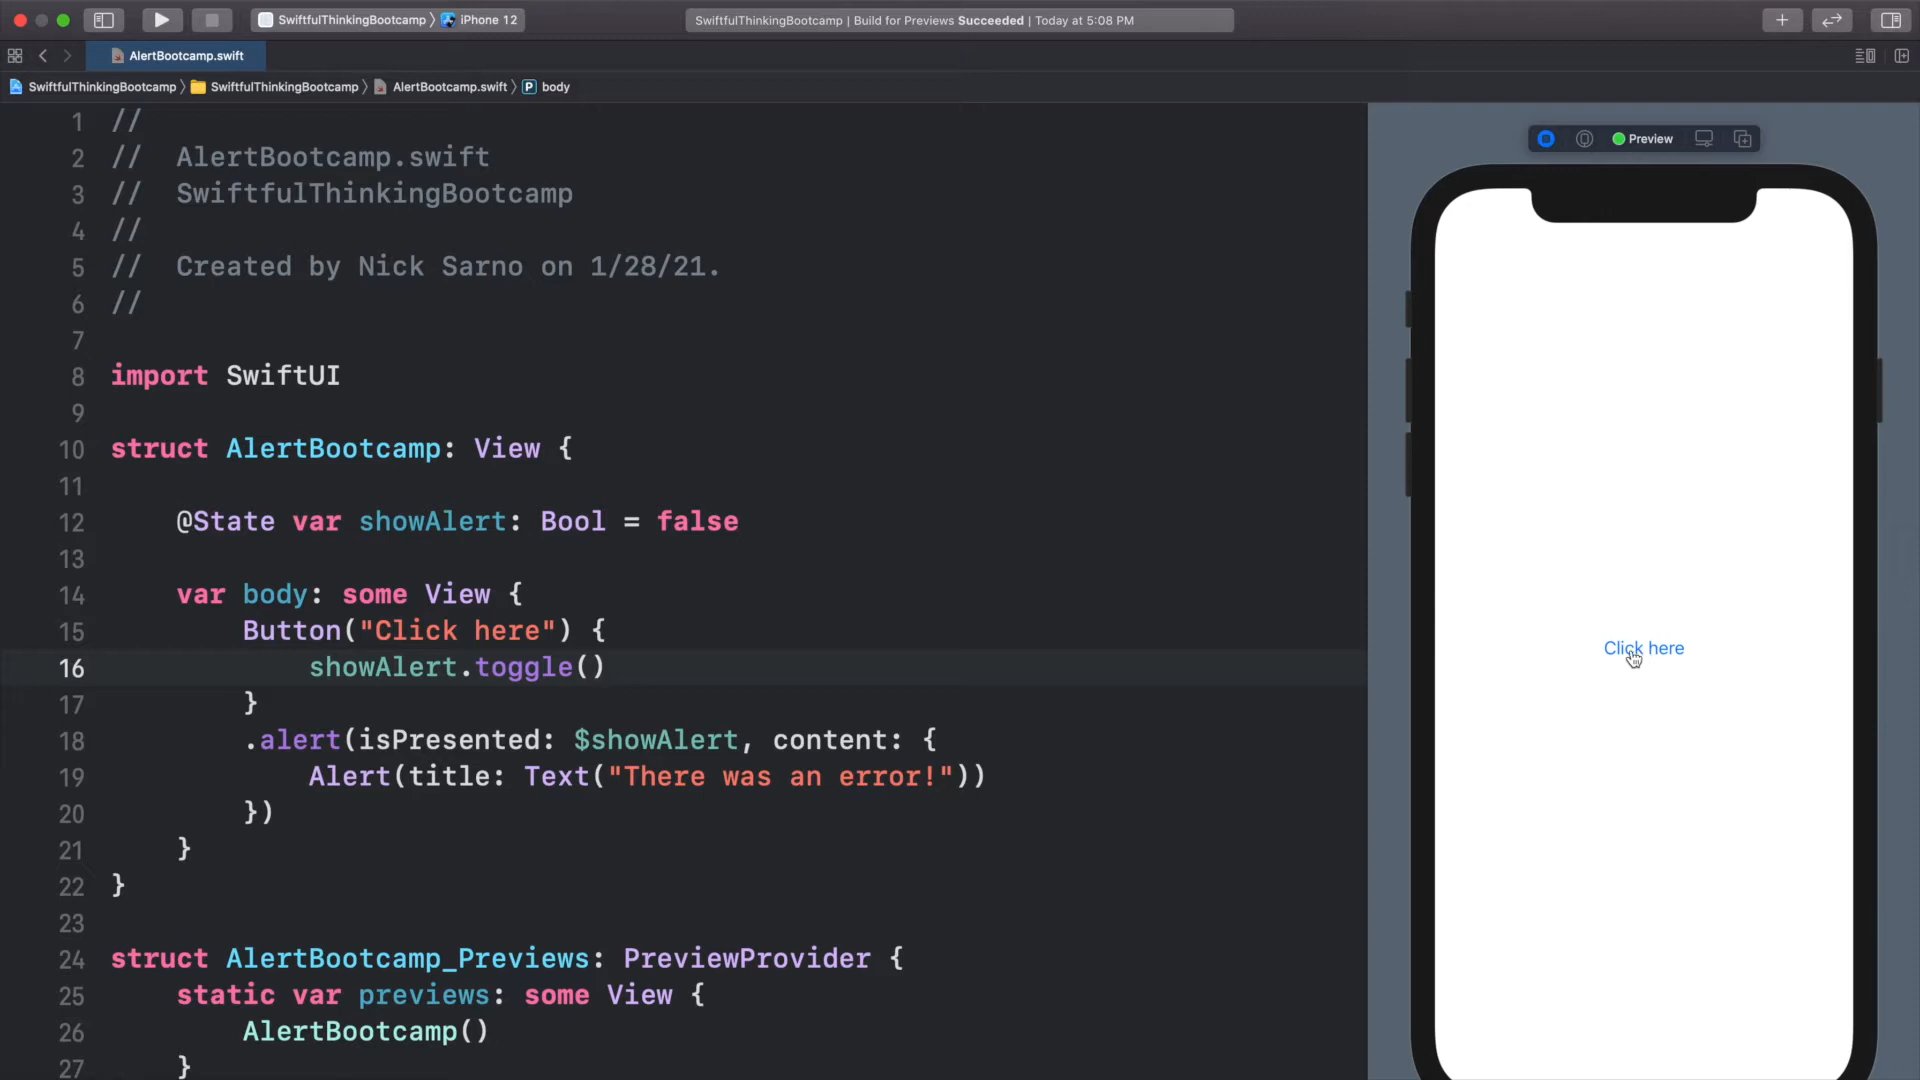 SwiftfulThinkingBootcamp 〉 iPhone 12
SwiftfulThinkingBootcamp | Build for Previews Succeeded | Today at 5:08 PM
AlertBootcamp.swift
SwiftfulThinkingBootcamp 〉 SwiftfulThinkingBootcamp 〉 AlertBootcamp.swift 〉 P body
1 //
2 //  AlertBootcamp.swift
3 //  SwiftfulThinkingBootcamp
4 //
5 //  Created by Nick Sarno on 1/28/21.
6 //
7
8 import SwiftUI
9
10 struct AlertBootcamp: View {
11
12     @State var showAlert: Bool = false
13
14     var body: some View {
15         Button("Click here") {
16             showAlert.toggle()
17         }
18         .alert(isPresented: $showAlert, content: {
19             Alert(title: Text("There was an error!"))
20         })
21     }
22 }
23
24 struct AlertBootcamp_Previews: PreviewProvider {
25     static var previews: some View {
26         AlertBootcamp()
27     }
Preview
Click here